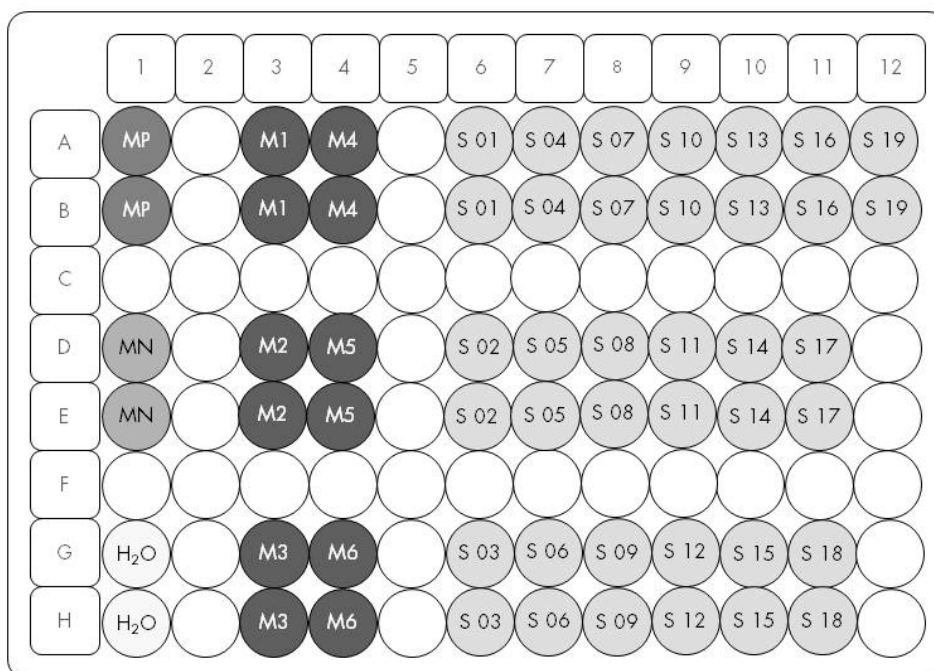 1 2 3 4 5 6 7 8 9 10 11 12
A MP M1 M4 S 01 S 04 S 07 S 10 S 13 S 16 S 19
B MP M1 M4 S 01 S 04 S 07 S 10 S 13 S 16 S 19
C
D MN M2 M5 S 02 S 05 S 08 S 11 S 14 S 17
E MN M2 M5 S 02 S 05 S 08 S 11 S 14 S 17
F
G H₂O M3 M6 S 03 S 06 S 09 S 12 S 15 S 18
H H₂O M3 M6 S 03 S 06 S 09 S 12 S 15 S 18